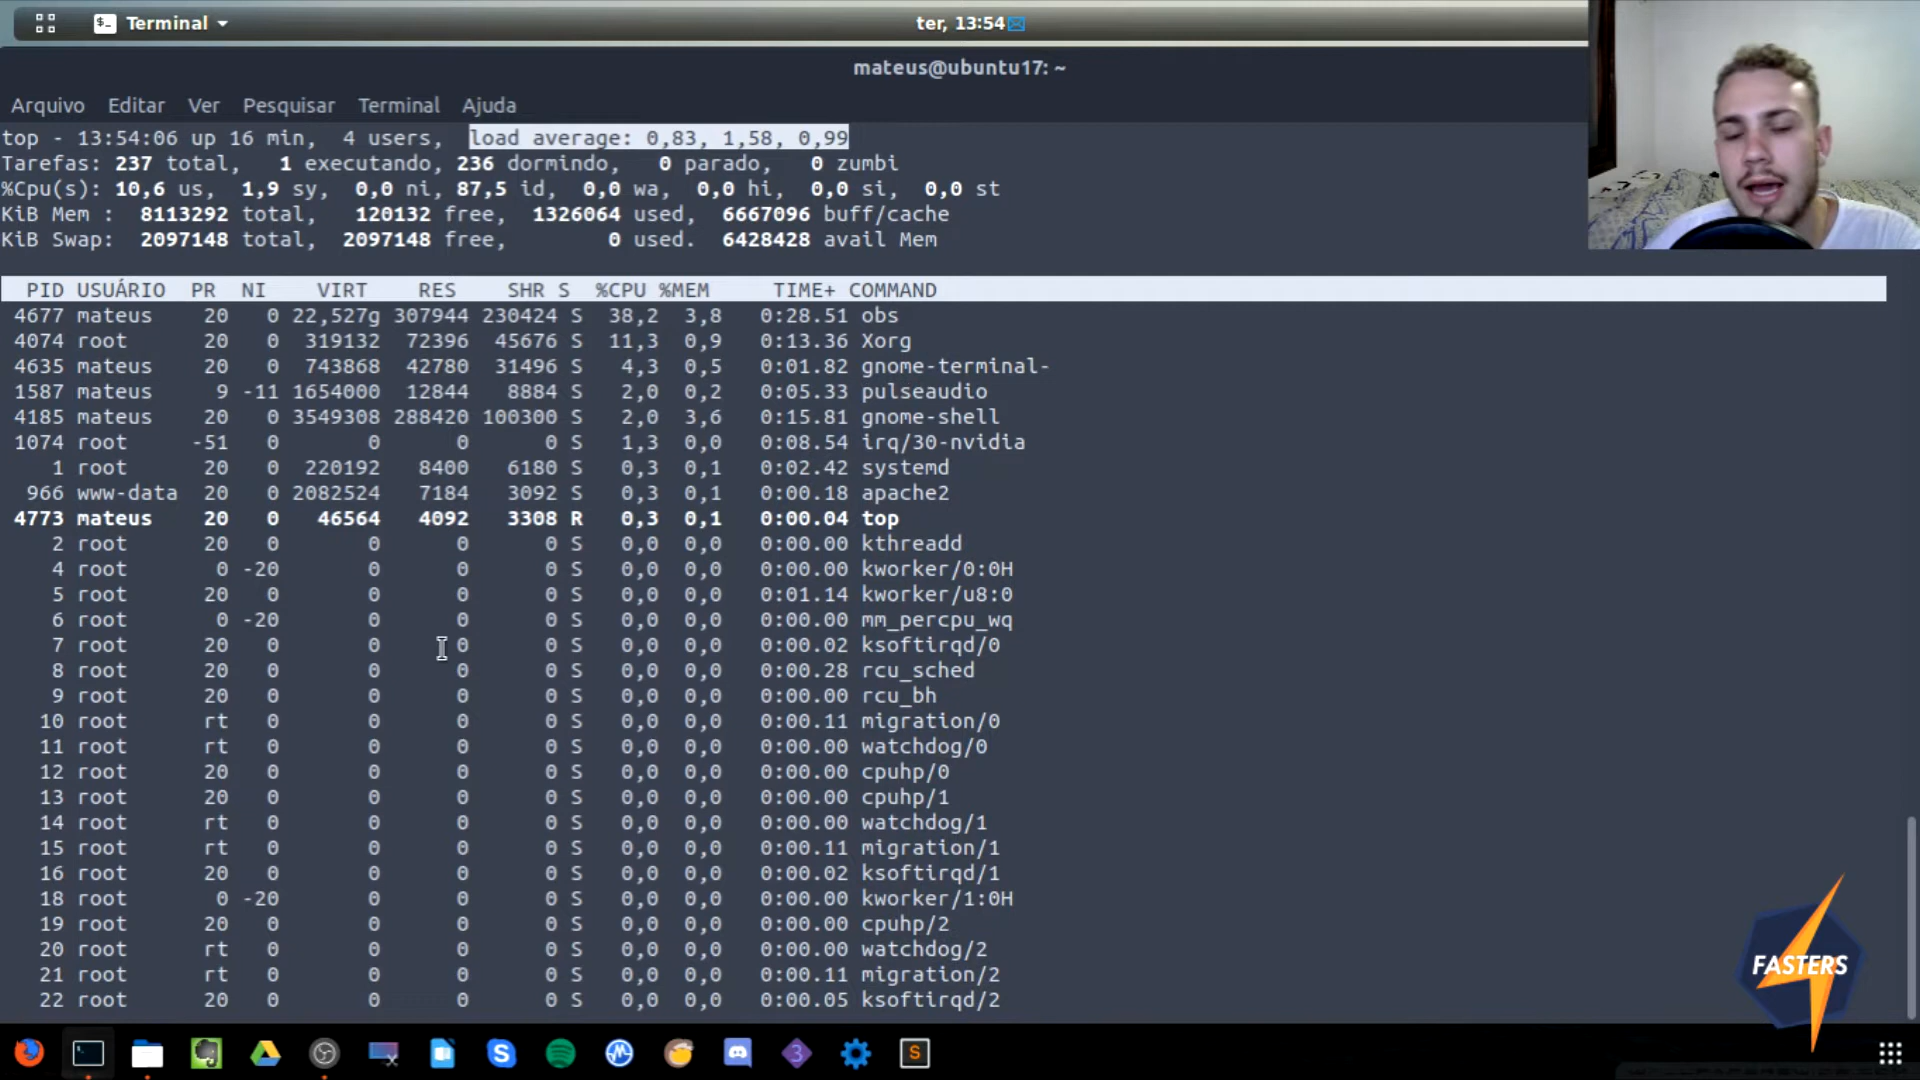 Terminal
ter, 13:54
mateus@ubuntu17: ~
Arquivo Editar Ver Pesquisar Terminal Ajuda
top - 13:54:06 up 16 min, 4 users, load average: 0,83, 1,58, 0,99
Tarefas: 237 total, 1 executando, 236 dormindo, 0 parado, 0 zumbi
%Cpu(s): 10,6 us, 1,9 sy, 0,0 ni, 87,5 id, 0,0 wa, 0,0 hi, 0,0 si, 0,0 st
KiB Mem : 8113292 total, 120132 free, 1326064 used, 6667096 buff/cache
KiB Swap: 2097148 total, 2097148 free, 0 used. 6428428 avail Mem
PID USUÁRIO PR NI VIRT RES SHR S %CPU %MEM TIME+ COMMAND
4677 mateus 20 0 22,527g 307944 230424 S 38,2 3,8 0:28.51 obs
4074 root 20 0 319132 72396 45676 S 11,3 0,9 0:13.36 Xorg
4635 mateus 20 0 743868 42780 31496 S 4,3 0,5 0:01.82 gnome-terminal-
1587 mateus 9 -11 1654000 12844 8884 S 2,0 0,2 0:05.33 pulseaudio
4185 mateus 20 0 3549308 288420 100300 S 2,0 3,6 0:15.81 gnome-shell
1074 root -51 0 0 0 0 S 1,3 0,0 0:08.54 irq/30-nvidia
1 root 20 0 220192 8400 6180 S 0,3 0,1 0:02.42 systemd
966 www-data 20 0 2082524 7184 3092 S 0,3 0,1 0:00.18 apache2
4773 mateus 20 0 46564 4092 3308 R 0,3 0,1 0:00.04 top
2 root 20 0 0 0 0 S 0,0 0,0 0:00.00 kthreadd
4 root 0 -20 0 0 0 S 0,0 0,0 0:00.00 kworker/0:0H
5 root 20 0 0 0 0 S 0,0 0,0 0:01.14 kworker/u8:0
6 root 0 -20 0 0 0 S 0,0 0,0 0:00.00 mm_percpu_wq
7 root 20 0 0 0 0 S 0,0 0,0 0:00.02 ksoftirqd/0
8 root 20 0 0 0 0 S 0,0 0,0 0:00.28 rcu_sched
9 root 20 0 0 0 0 S 0,0 0,0 0:00.00 rcu_bh
10 root rt 0 0 0 0 S 0,0 0,0 0:00.11 migration/0
11 root rt 0 0 0 0 S 0,0 0,0 0:00.00 watchdog/0
12 root 20 0 0 0 0 S 0,0 0,0 0:00.00 cpuhp/0
13 root 20 0 0 0 0 S 0,0 0,0 0:00.00 cpuhp/1
14 root rt 0 0 0 0 S 0,0 0,0 0:00.00 watchdog/1
15 root rt 0 0 0 0 S 0,0 0,0 0:00.11 migration/1
16 root 20 0 0 0 0 S 0,0 0,0 0:00.02 ksoftirqd/1
18 root 0 -20 0 0 0 S 0,0 0,0 0:00.00 kworker/1:0H
19 root 20 0 0 0 0 S 0,0 0,0 0:00.00 cpuhp/2
20 root rt 0 0 0 0 S 0,0 0,0 0:00.00 watchdog/2
21 root rt 0 0 0 0 S 0,0 0,0 0:00.11 migration/2
22 root 20 0 0 0 0 S 0,0 0,0 0:00.05 ksoftirqd/2
FASTERS